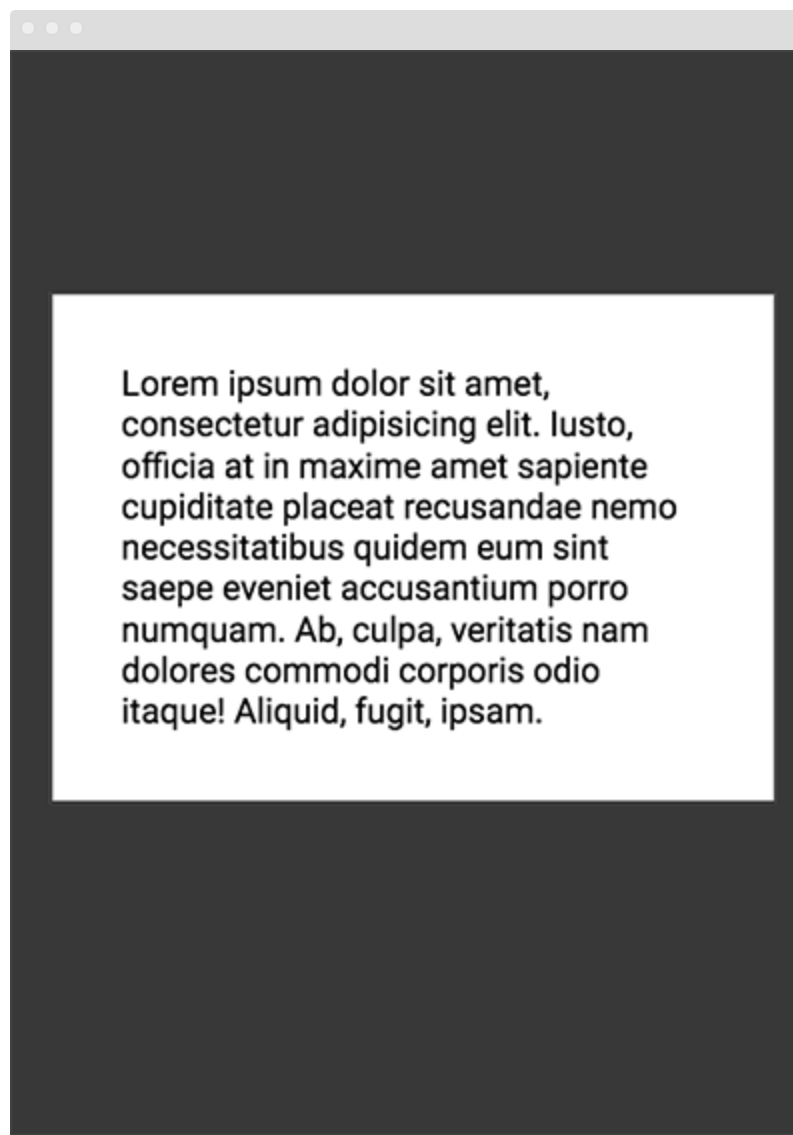 Lorem ipsum dolor sit amet,
consectetur adipisicing elit. Iusto,
officia at in maxime amet sapiente
cupiditate placeat recusandae nemo
necessitatibus quidem eum sint
saepe eveniet accusantium porro
numquam. Ab, culpa, veritatis nam
dolores commodi corporis odio
itaque! Aliquid, fugit, ipsam.